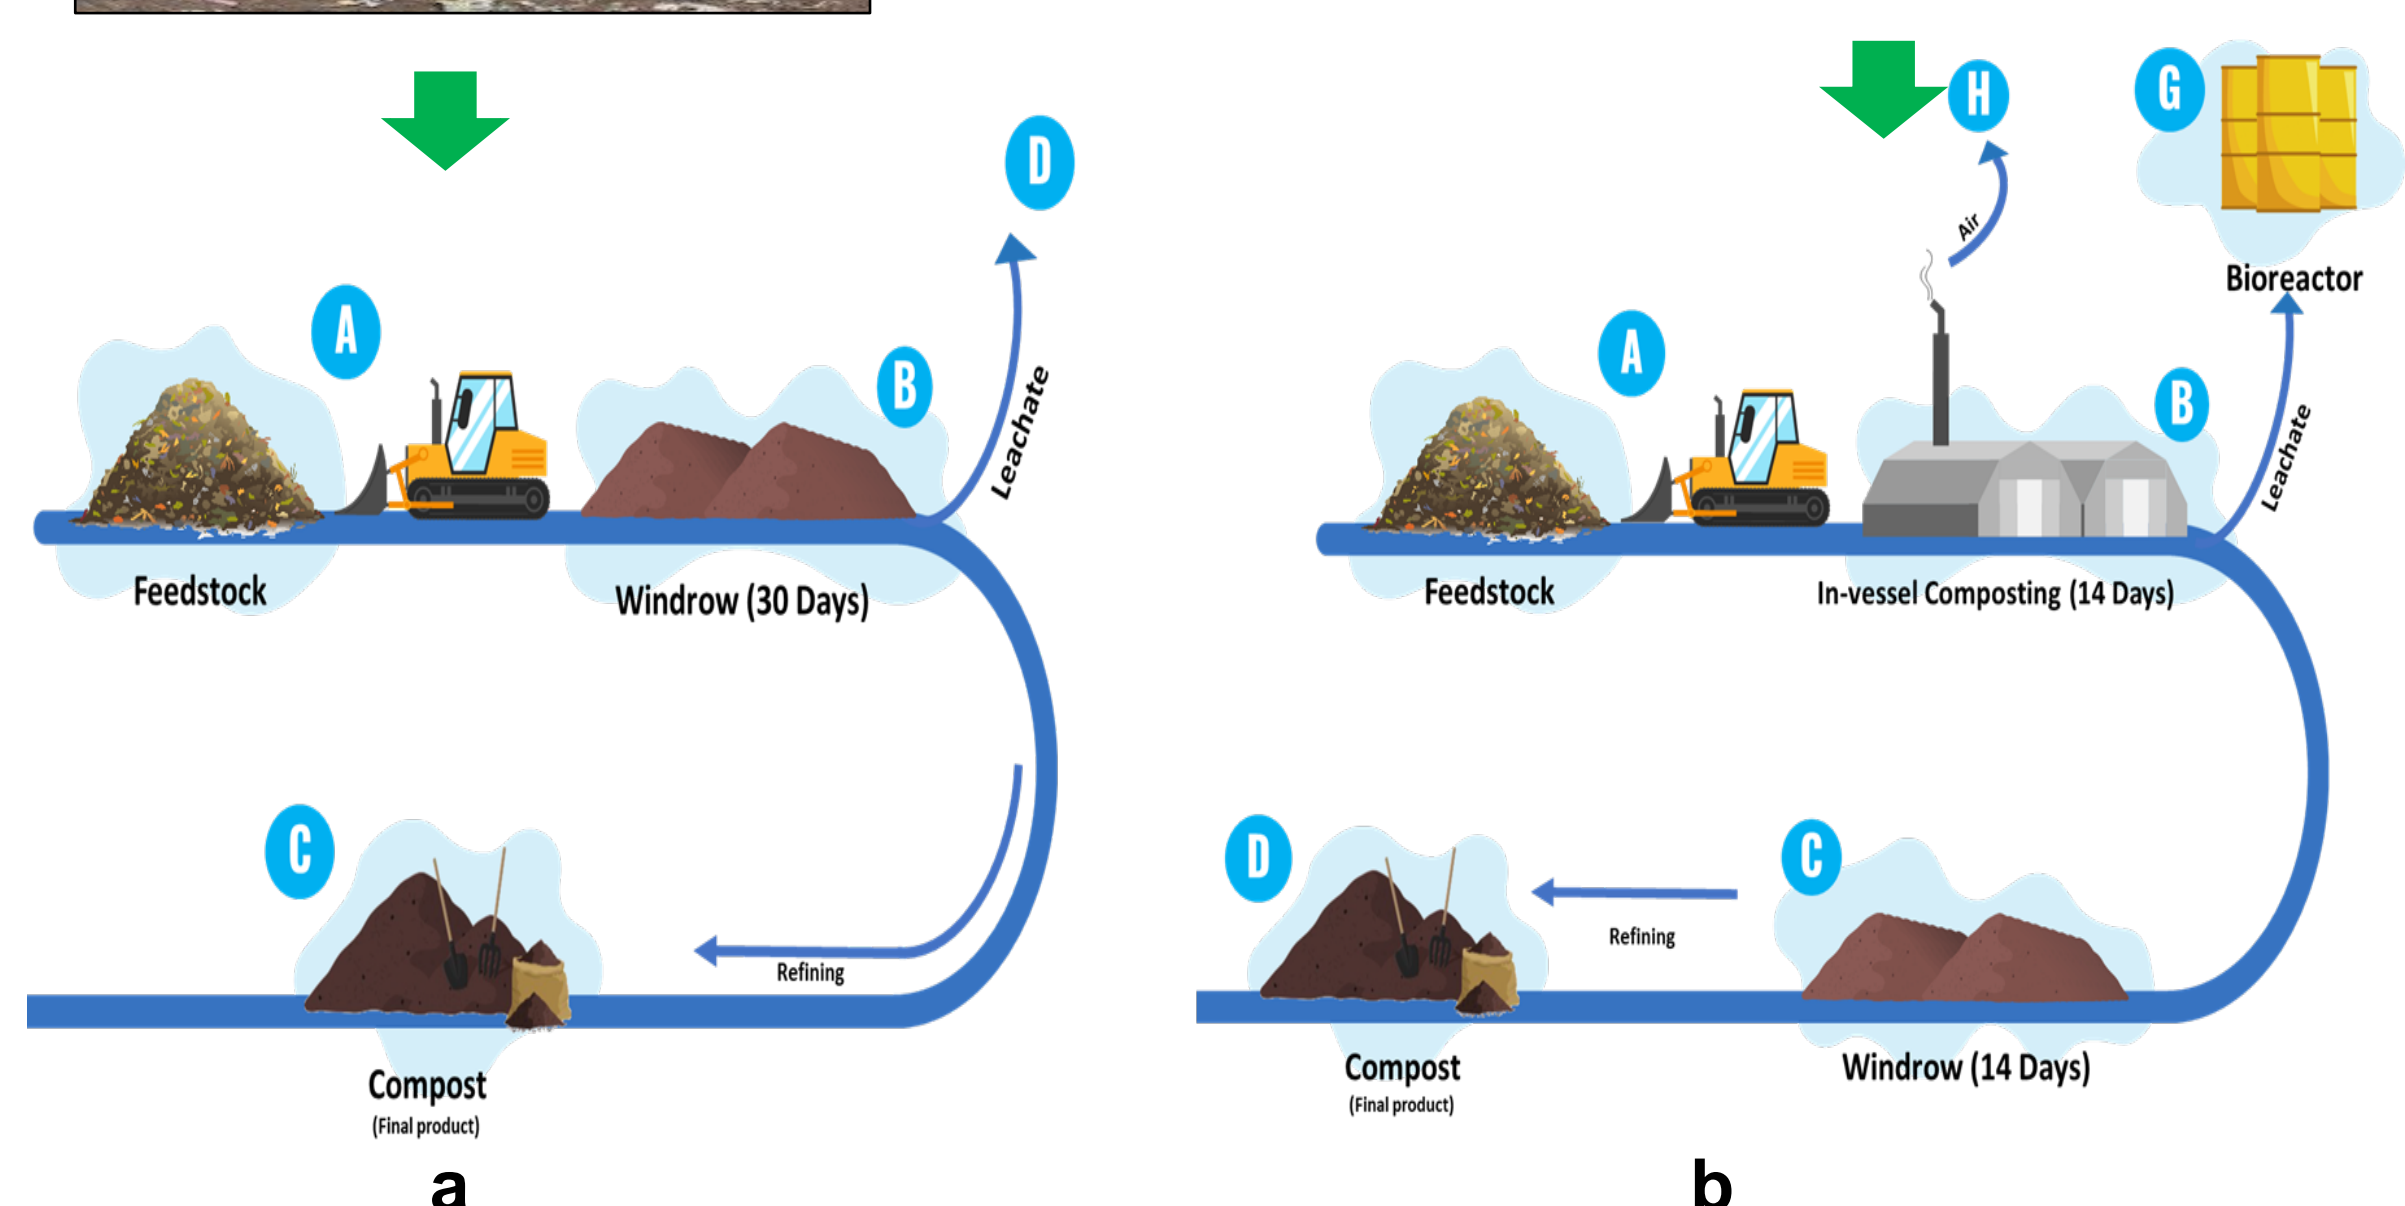 D
Leachate
A
B
Feedstock
Windrow (30 Days)
C
Refining
Compost
(Final product)
a
H
G
Air
Bioreactor
A
B
Leachate
Feedstock
In-vessel Composting (14 Days)
D
C
Refining
Compost
(Final product)
Windrow (14 Days)
b